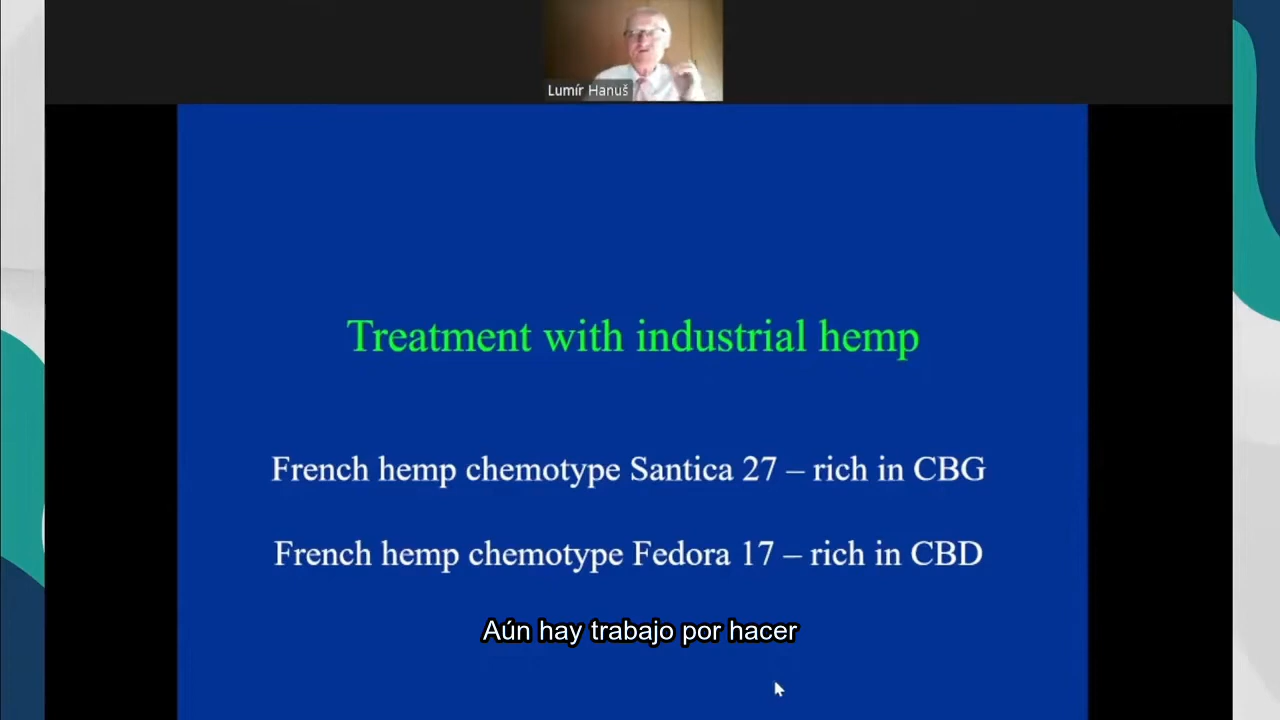 Lumír Hanuš
Treatment with industrial hemp
French hemp chemotype Santica 27 – rich in CBG
French hemp chemotype Fedora 17 – rich in CBD
Aún hay trabajo por hacer